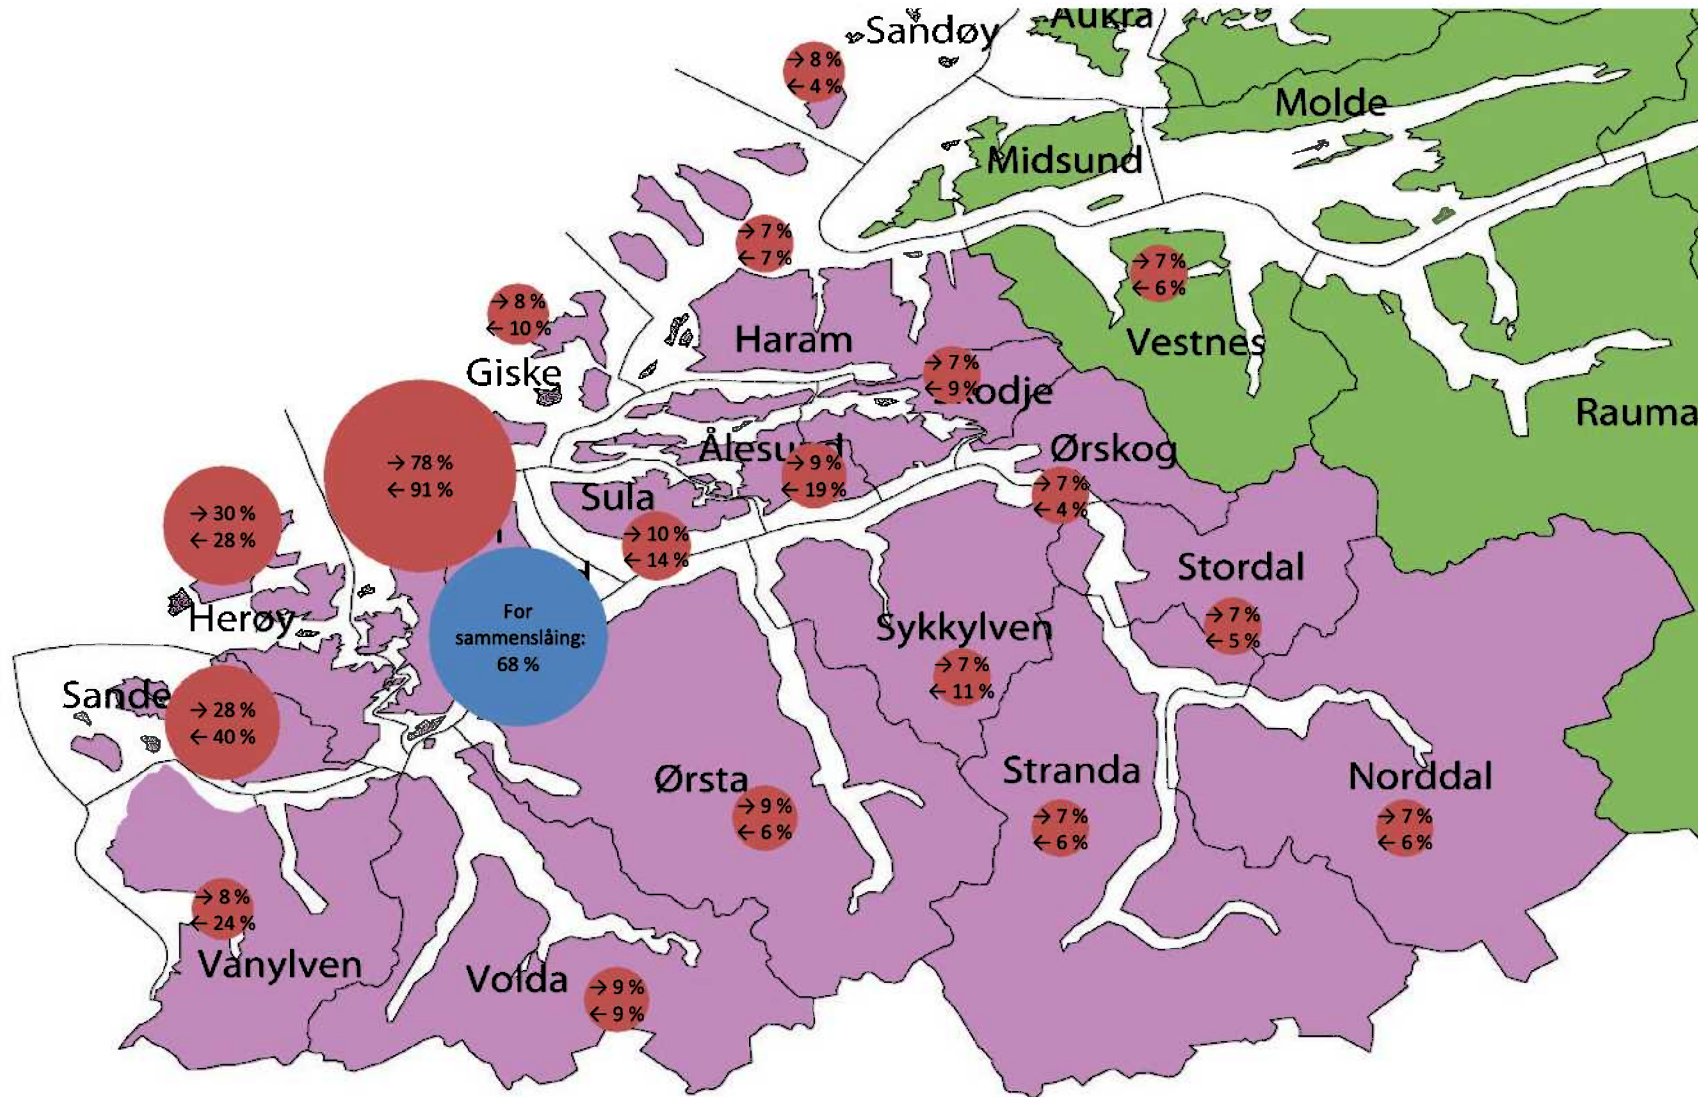 Sandøy
Aukra
→ 8 %
← 4 %
Molde
Midsund
→ 7 %
← 7 %
→ 7 %
← 6 %
→ 8 %
← 10 %
Haram
Vestnes
Giske
→ 7 %
← 9 %
odje
Rauma
Ålesund
Ørskog
→ 78 %
← 91 %
→ 9 %
← 19 %
Sula
→ 7 %
← 4 %
→ 30 %
← 28 %
→ 10 %
← 14 %
Stordal
Herøy
For
sammenslåing:
68 %
Sykkylven
→ 7 %
← 5 %
→ 7 %
← 11 %
Sande
→ 28 %
← 40 %
Ørsta
Stranda
Norddal
→ 9 %
← 6 %
→ 7 %
← 6 %
→ 7 %
← 6 %
→ 8 %
← 24 %
Vanylven
Volda
→ 9 %
← 9 %